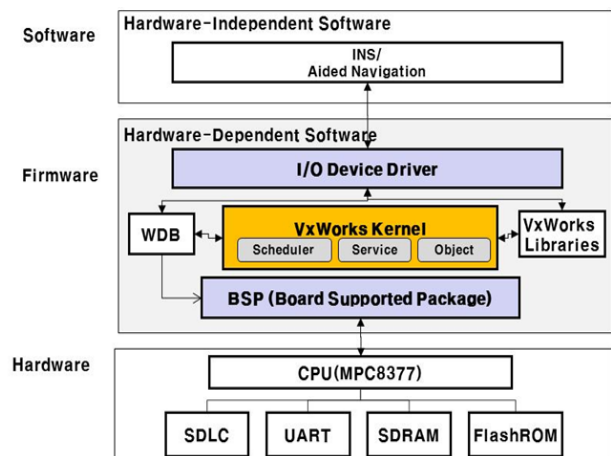 Software
Hardware-Independent Software
INS/
Aided Navigation
Firmware
Hardware-Dependent Software
I/O Device Driver
WDB
VxWorks Kernel
Scheduler
Service
Object
VxWorks
Libraries
BSP (Board Supported Package)
Hardware
CPU(MPC8377)
SDLC
UART
SDRAM
FlashROM